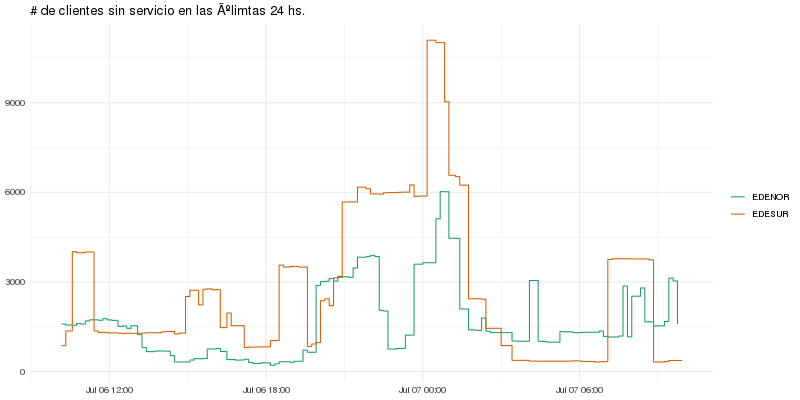 # de clientes sin servicio en las Ãºlimtas 24 hs.
9000
6000
3000
0
Jul 06 12:00
Jul 06 18:00
Jul 07 00:00
Jul 07 06:00
EDENOR
EDESUR